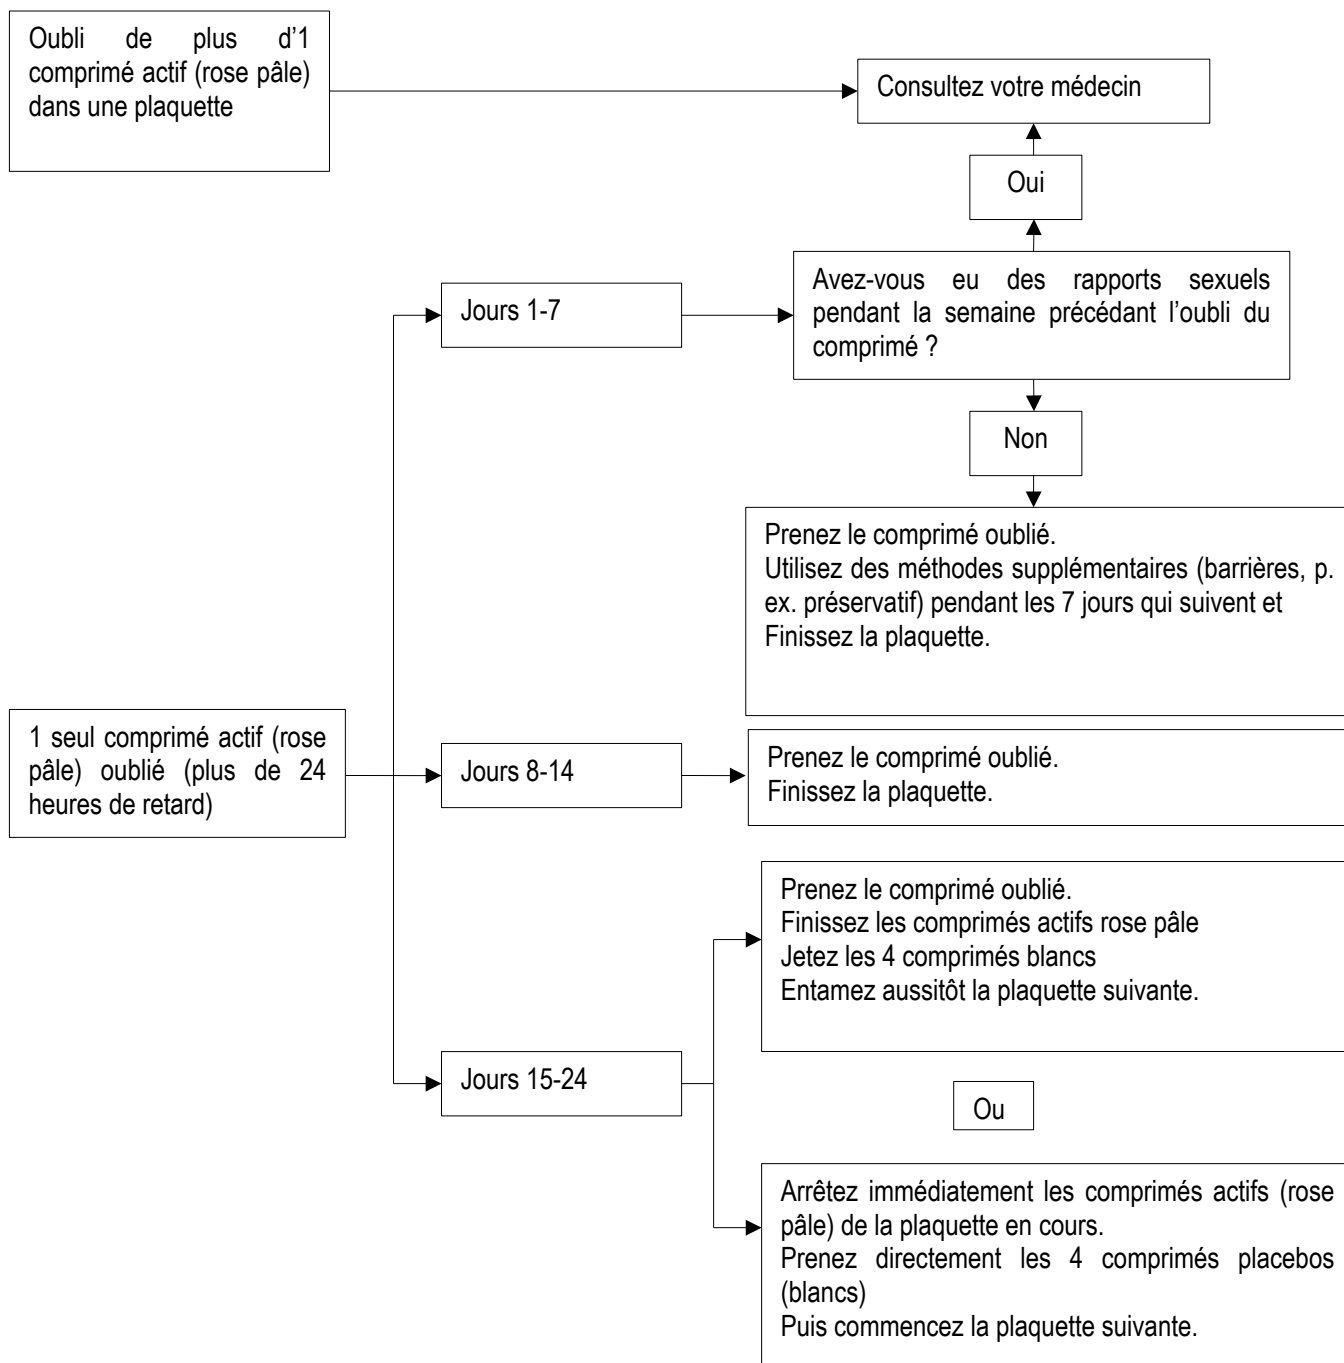 Oubli de plus d’1
comprimé actif (rose pâle)
dans une plaquette
Consultez votre médecin
Oui
Avez-vous eu des rapports sexuels
pendant la semaine précédant l’oubli du
comprimé ?
Jours 1-7
Non
Prenez le comprimé oublié.
Utilisez des méthodes supplémentaires (barrières, p.
ex. préservatif) pendant les 7 jours qui suivent et
Finissez la plaquette.
1 seul comprimé actif (rose
pâle) oublié (plus de 24
heures de retard)
Jours 8-14
Prenez le comprimé oublié.
Finissez la plaquette.
Prenez le comprimé oublié.
Finissez les comprimés actifs rose pâle
Jetez les 4 comprimés blancs
Entamez aussitôt la plaquette suivante.
Jours 15-24
Ou
Arrêtez immédiatement les comprimés actifs (rose
pâle) de la plaquette en cours.
Prenez directement les 4 comprimés placebos
(blancs)
Puis commencez la plaquette suivante.